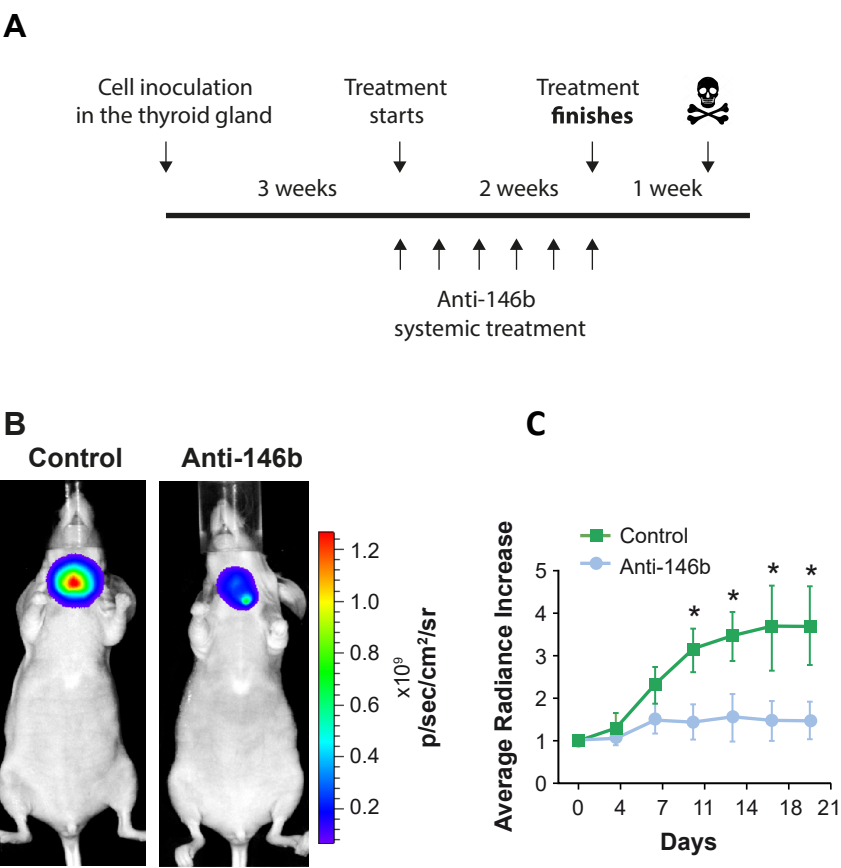 A
Cell inoculation
in the thyroid gland
Treatment
starts
Treatment
finishes
3 weeks
2 weeks
1 week
Anti-146b
systemic treatment
B
Control
Anti-146b
1.2
1.0
0.8
0.6
0.4
0.2
x10⁹
p/sec/cm²/sr
C
Control
Anti-146b
Average Radiance Increase
5
4
3
2
1
0
* * * *
0 4 7 11 14 18 21
Days